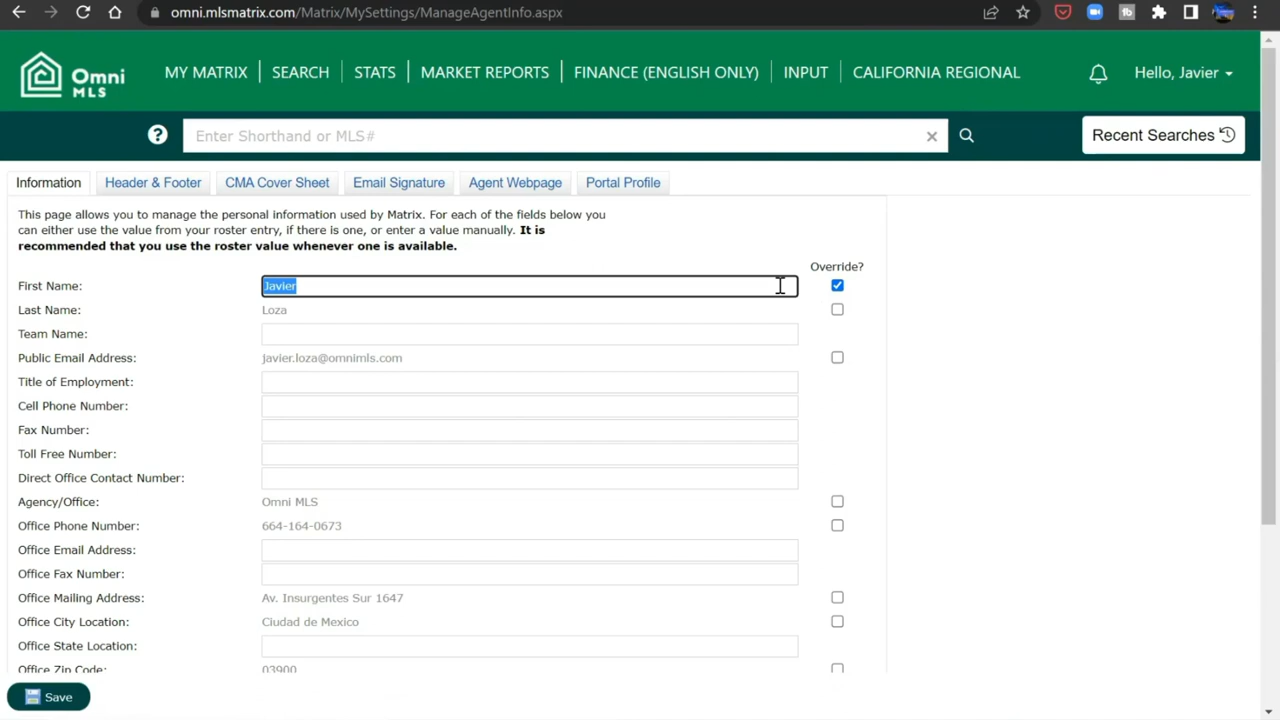 omni.mlsmatrix.com/Matrix/MySettings/ManageAgentInfo.aspx
Omni MLS
MY MATRIX SEARCH STATS MARKET REPORTS FINANCE (ENGLISH ONLY) INPUT CALIFORNIA REGIONAL Hello, Javier
? Enter Shorthand or MLS# Recent Searches
Information Header & Footer CMA Cover Sheet Email Signature Agent Webpage Portal Profile
This page allows you to manage the personal information used by Matrix. For each of the fields below you
can either use the value from your roster entry, if there is one, or enter a value manually. It is
recommended that you use the roster value whenever one is available.
Override?
First Name: Javier
Last Name: Loza
Team Name:
Public Email Address: javier.loza@omnimls.com
Title of Employment:
Cell Phone Number:
Fax Number:
Toll Free Number:
Direct Office Contact Number:
Agency/Office: Omni MLS
Office Phone Number: 664-164-0673
Office Email Address:
Office Fax Number:
Office Mailing Address: Av. Insurgentes Sur 1647
Office City Location: Ciudad de Mexico
Office State Location:
Office Zip Code: 03900
Save